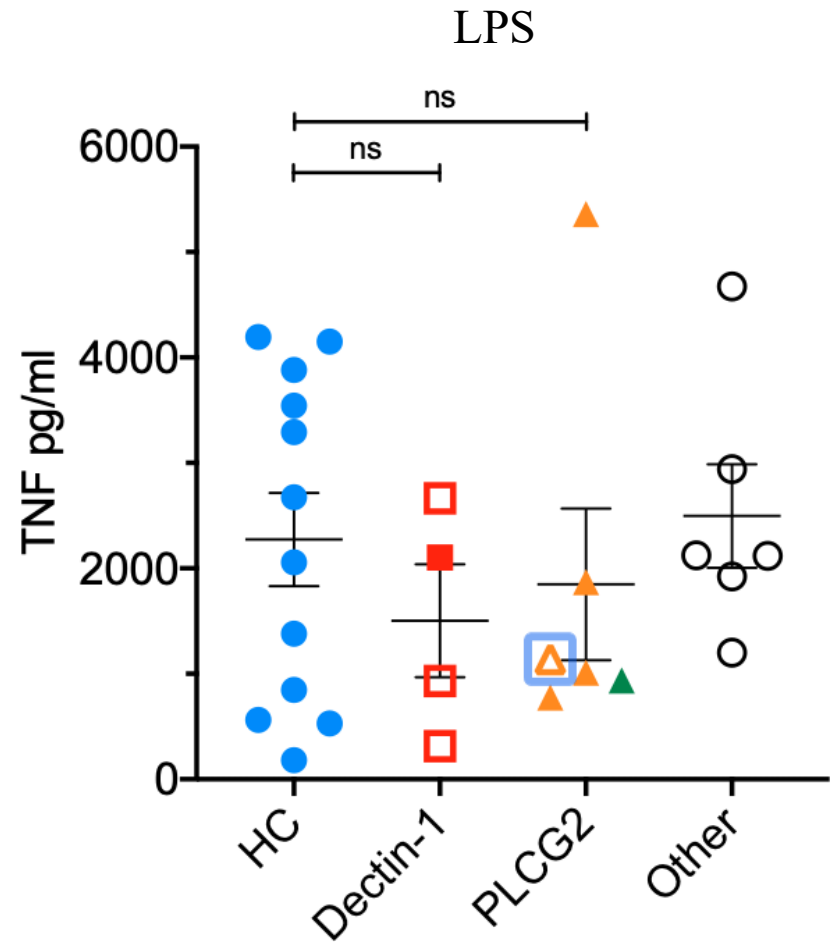 LPS
ns
ns
6000
4000
2000
0
TNF pg/ml
HC
Dectin-1
PLCG2
Other